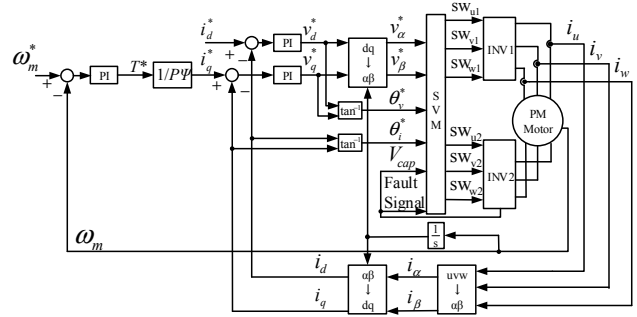 i*d
v*d
v*α
SWu1
iu
ω*m
PI
dq
↓
αβ
SWv1
INV1
iv
T*
i*q
v*q
v*β
SWw1
iw
PI
1/PΨ
PI
tan⁻¹
θ*v
S
V
M
PM
Motor
tan⁻¹
θ*i
SWu2
Vcap
SWv2
INV2
Fault
Signal
SWw2
ωm
1
s
id
αβ
↓
dq
iα
uvw
↓
αβ
iq
iβ